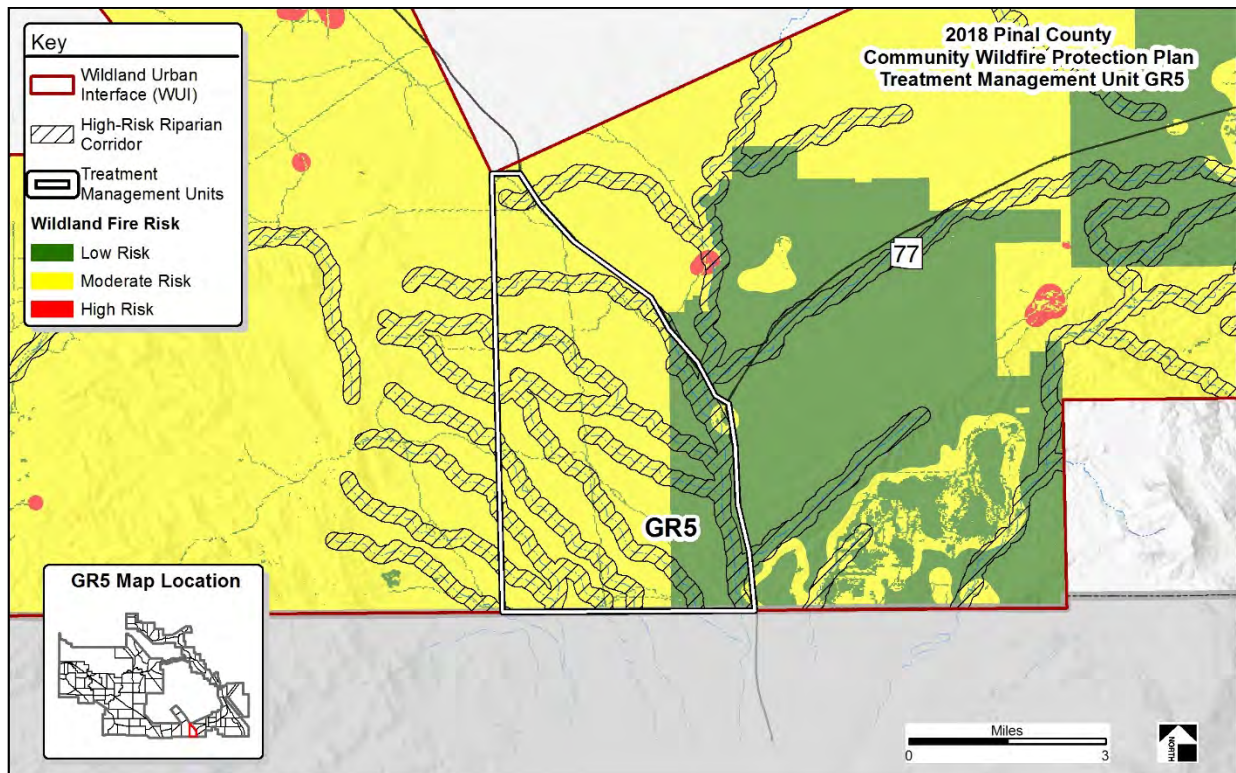 2018 Pinal County
Community Wildfire Protection Plan
Treatment Management Unit GR5
Key
Wildland Urban
Interface (WUI)
High-Risk Riparian
Corridor
Treatment
Management Units
Wildland Fire Risk
Low Risk
Moderate Risk
High Risk
77
GR5
GR5 Map Location
Miles
0
3
NORTH